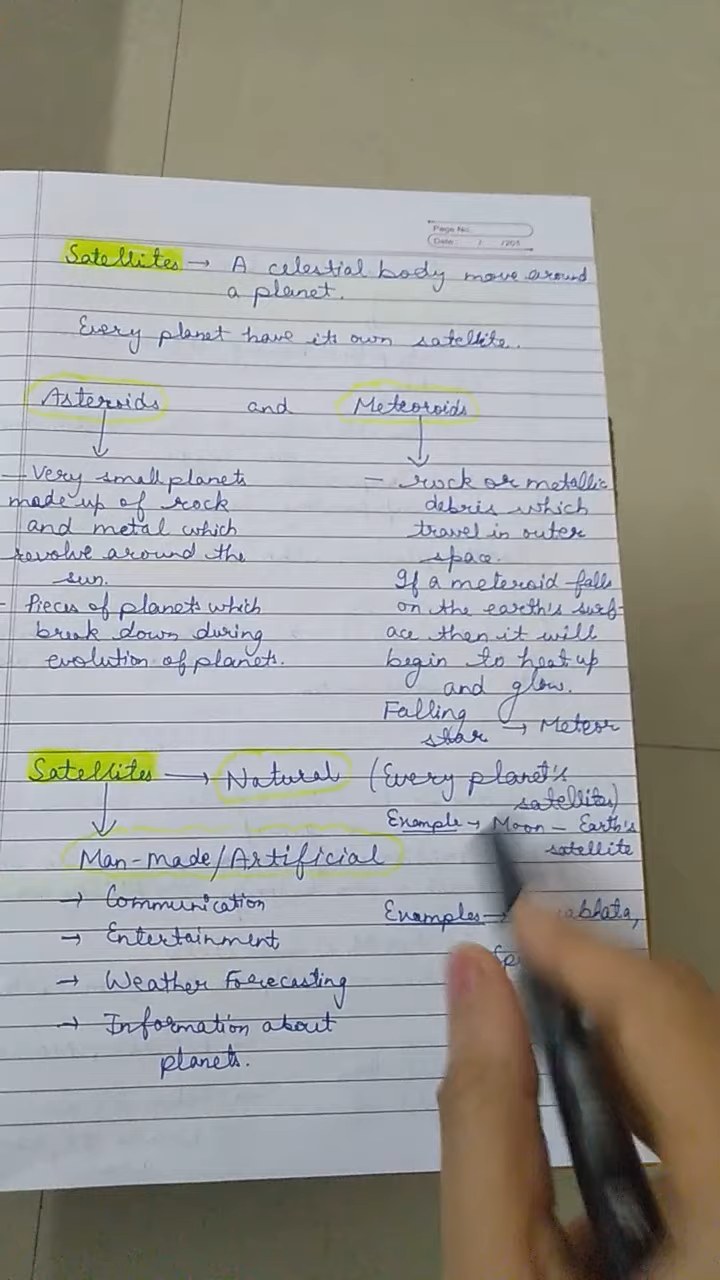 Page No.
Date: / /201
Satellites → A celestial body move around
a planet.
Every planet have its own satellite.
Asteroids and Meteoroids
- Very small planets
made up of rock
and metal which
revolve around the
sun.
- Pieces of planets which
break down during
evolution of planets.
- rock or metallic
debris which
travel in outer
space.
If a meteroid falls
on the earth's surf-
ace then it will
begin to heat up
and glow.
Falling
star → Meteor
Satellites → Natural (Every planet's
satellites)
Example → Moon - Earth's
satellite
Man-made/Artificial
→ Communication
→ Entertainment
→ Weather Forecasting
→ Information about
planets.
Examples →